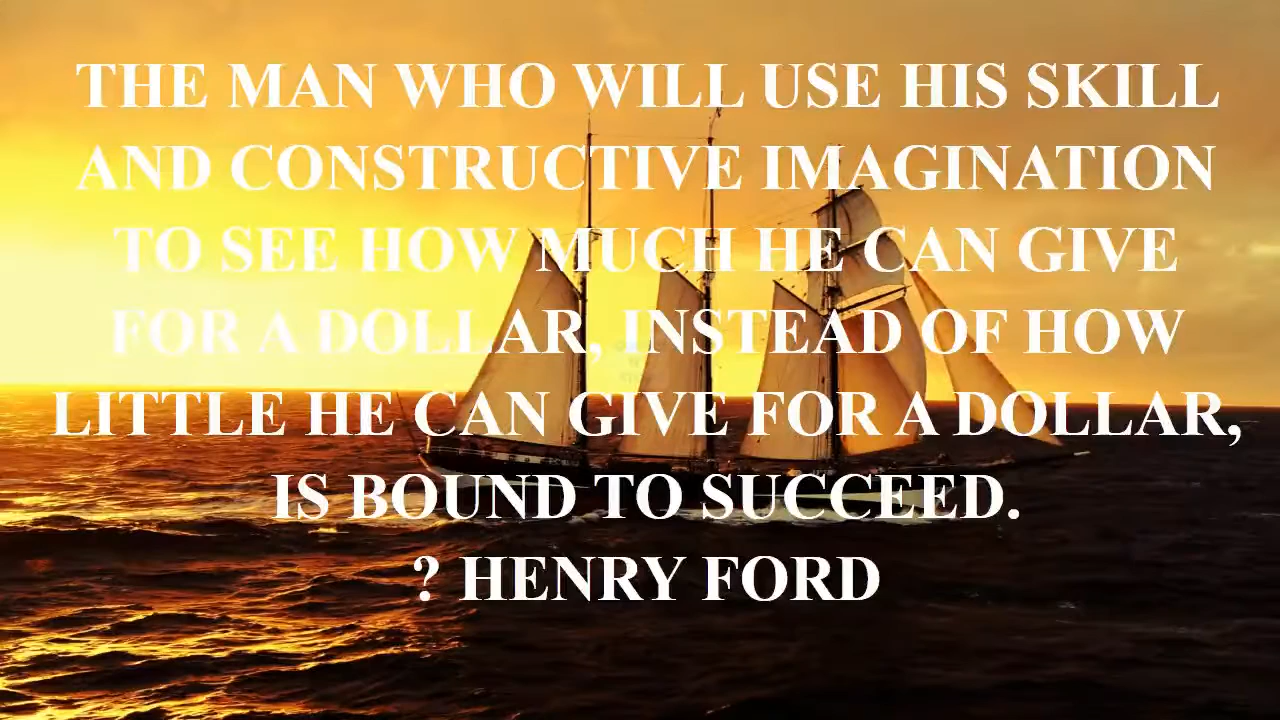 THE MAN WHO WILL USE HIS SKILL
AND CONSTRUCTIVE IMAGINATION
TO SEE HOW MUCH HE CAN GIVE
FOR A DOLLAR, INSTEAD OF HOW
LITTLE HE CAN GIVE FOR A DOLLAR,
IS BOUND TO SUCCEED.
? HENRY FORD